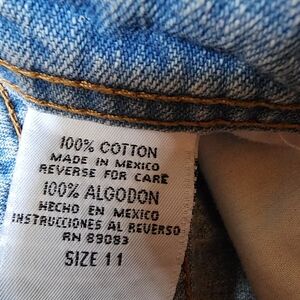 100% COTTON
MADE IN MEXICO
REVERSE FOR CARE
100% ALGODON
HECHO EN MEXICO
INSTRUCCIONES AL REVERSO
RN 89083
SIZE 11